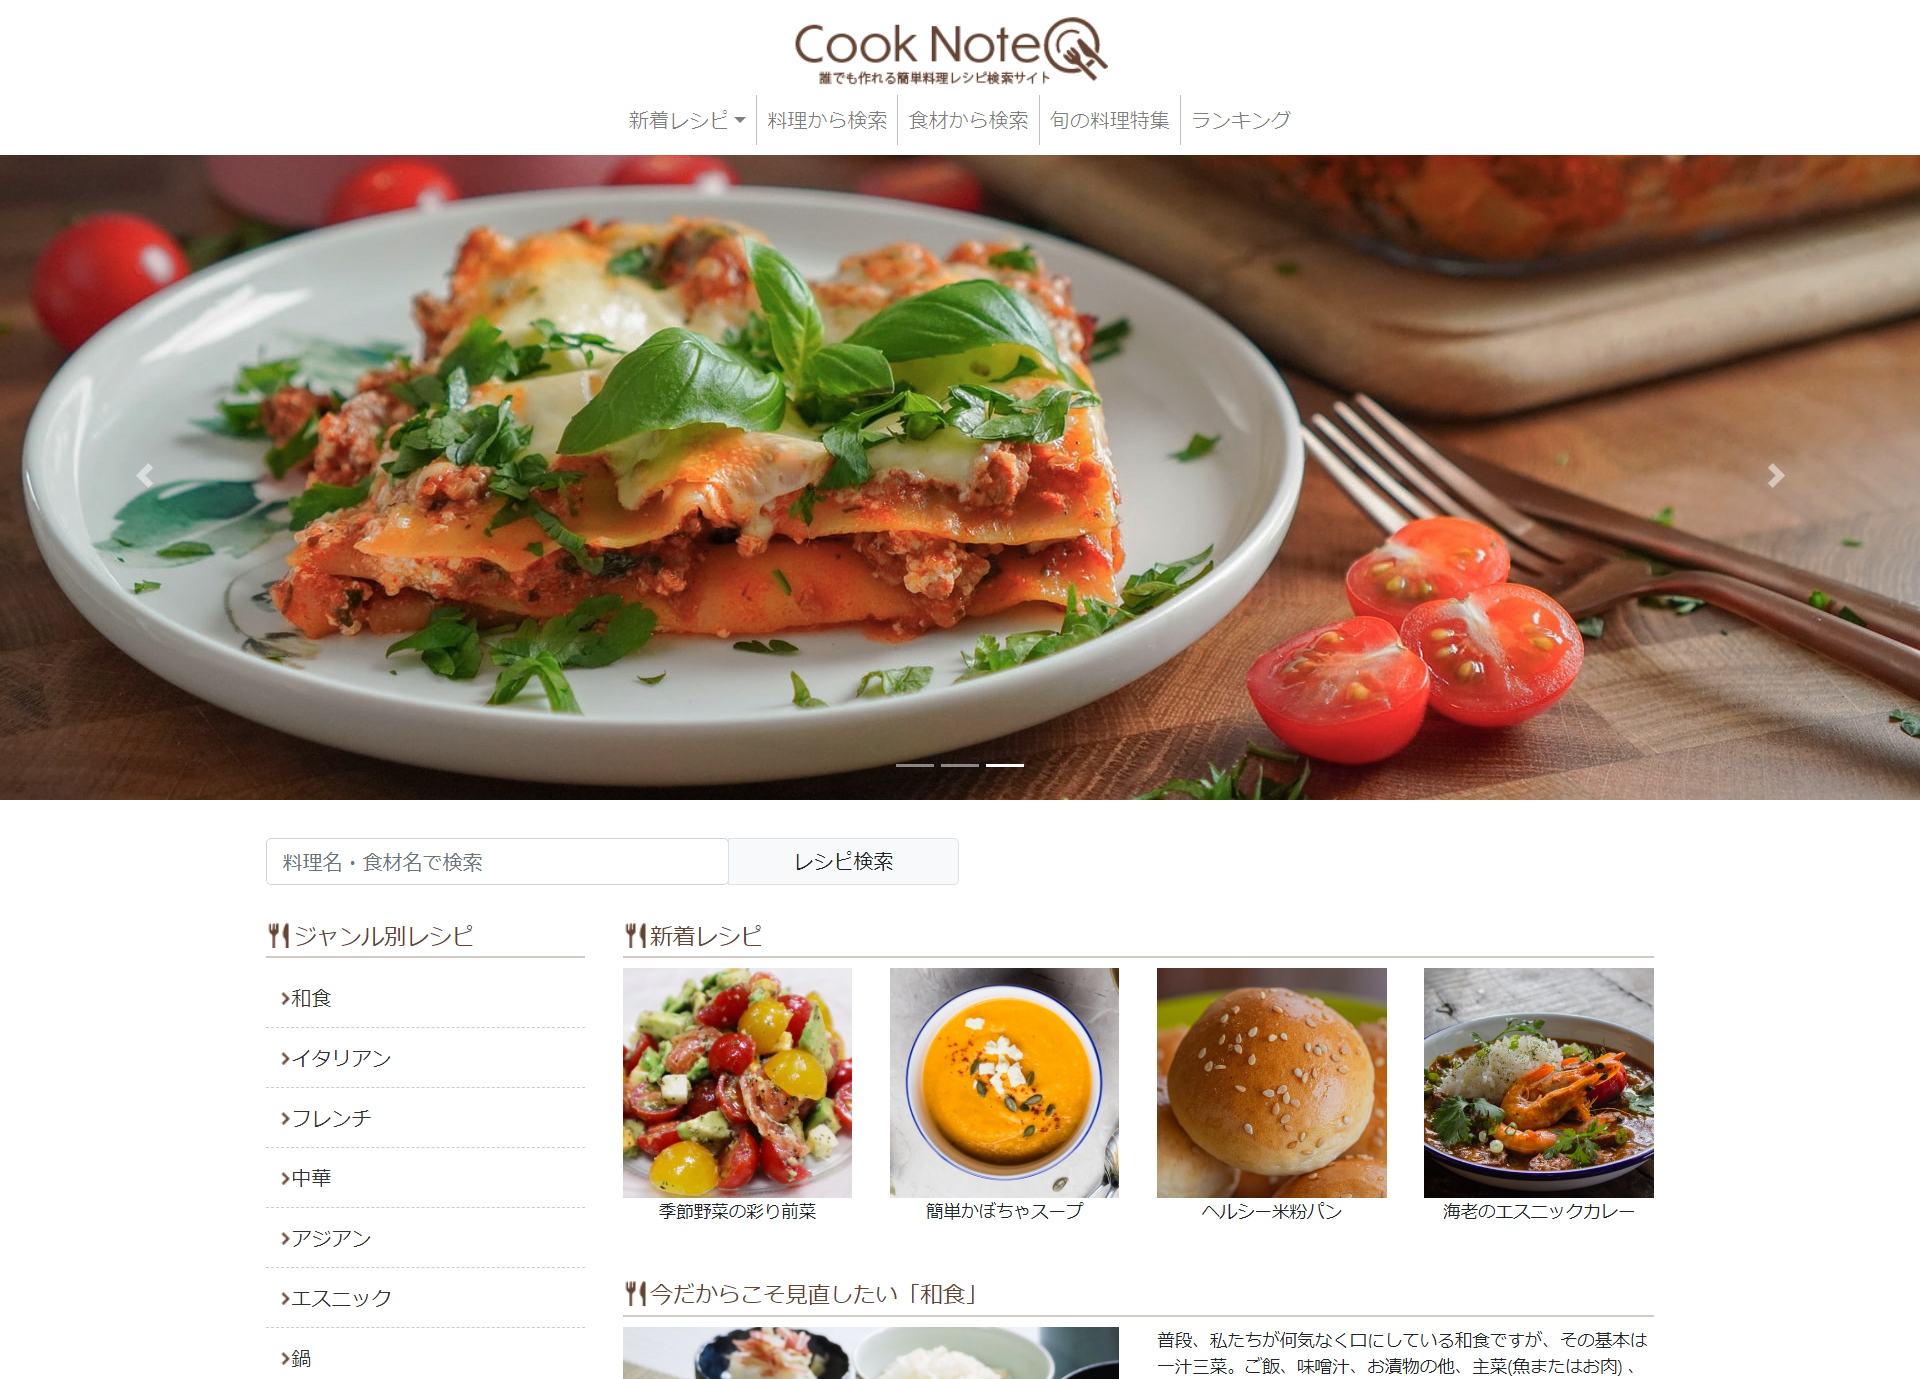 Cook Note
誰でも作れる簡単料理レシピ検索サイト
新着レシピ 料理から検索 食材から検索 旬の料理特集 ランキング
料理名・食材名で検索 レシピ検索
ジャンル別レシピ
和食
イタリアン
フレンチ
中華
アジアン
エスニック
鍋
新着レシピ
季節野菜の彩り前菜 簡単かぼちゃスープ ヘルシー米粉パン 海老のエスニックカレー
今だからこそ見直したい「和食」
普段、私たちが何気なく口にしている和食ですが、その基本は
一汁三菜。ご飯、味噌汁、お漬物の他、主菜(魚またはお肉) 、